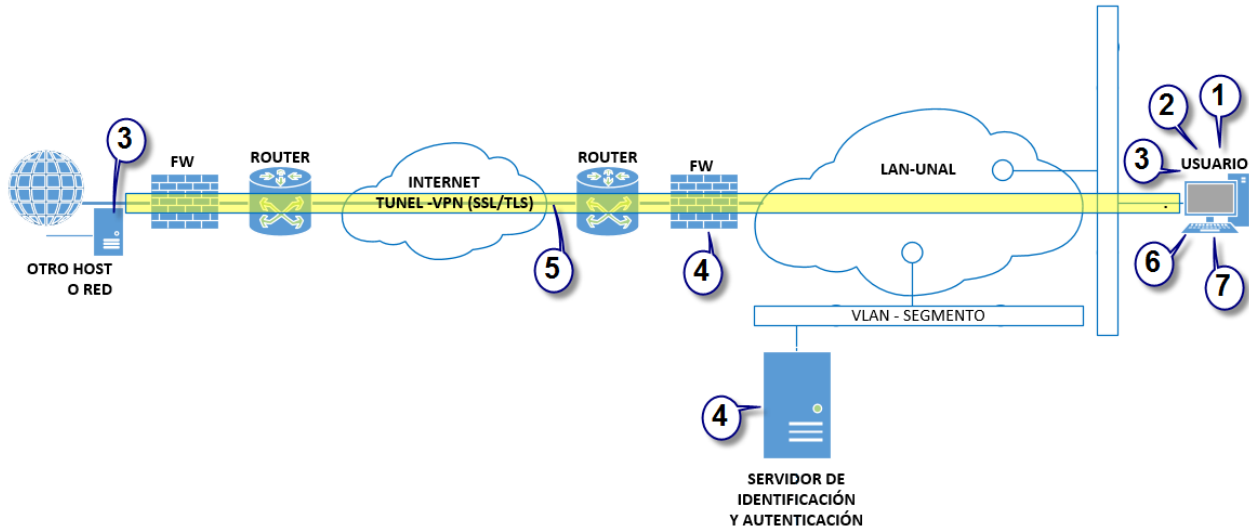 1
2
3
3
USUARIO
FW
ROUTER
INTERNET
TUNEL -VPN (SSL/TLS)
ROUTER
FW
LAN-UNAL
OTRO HOST
O RED
5
4
6
7
VLAN - SEGMENTO
4
SERVIDOR DE
IDENTIFICACIÓN
Y AUTENTICACIÓN